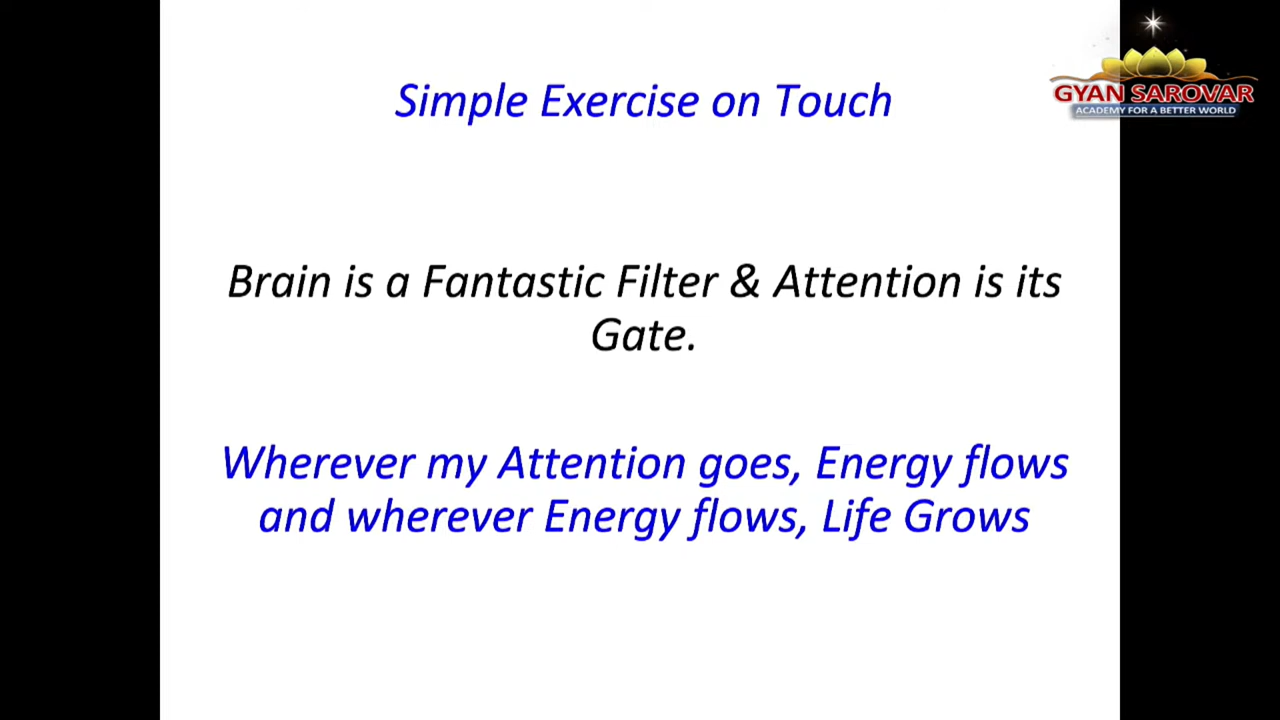 GYAN SAROVAR
ACADEMY FOR A BETTER WORLD
Simple Exercise on Touch
Brain is a Fantastic Filter & Attention is its
Gate.
Wherever my Attention goes, Energy flows
and wherever Energy flows, Life Grows